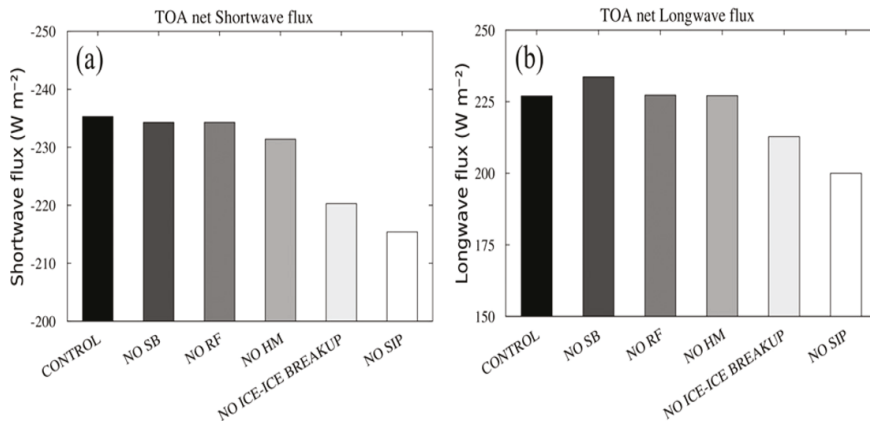 TOA net Shortwave flux
(a)
Shortwave flux (W m⁻²)
-250
-240
-230
-220
-210
-200
CONTROL
NO SB
NO RF
NO HM
NO ICE-ICE BREAKUP
NO SIP
TOA net Longwave flux
(b)
Longwave flux (W m⁻²)
250
225
200
175
150
CONTROL
NO SB
NO RF
NO HM
NO ICE-ICE BREAKUP
NO SIP